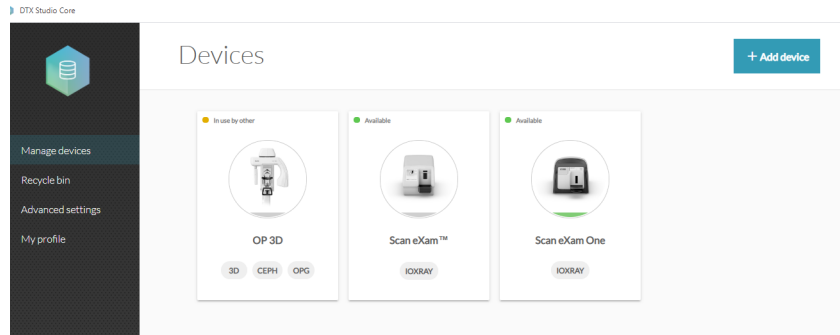 DTX Studio Core
Devices
+ Add device
Manage devices
Recycle bin
Advanced settings
My profile
In use by other
OP 3D
3D CEPH OPG
Available
Scan eXam™
IOXRAY
Available
Scan eXam One
IOXRAY